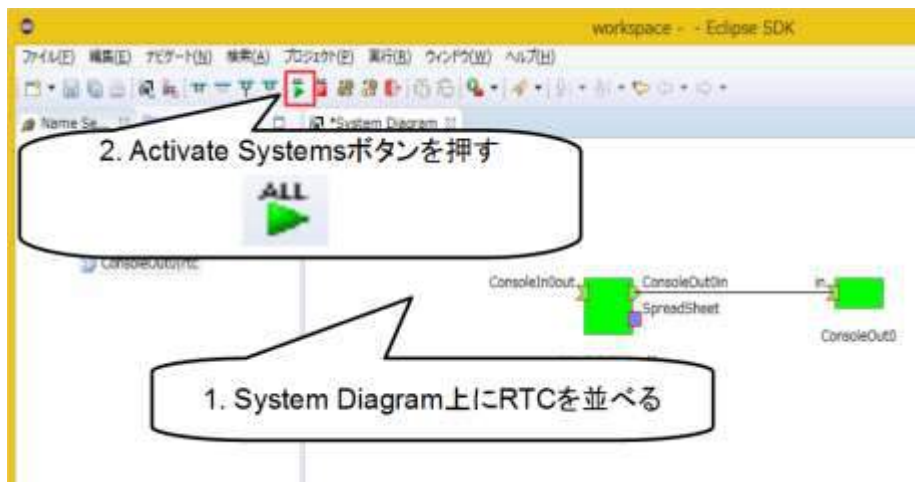 workspace - - Eclipse SDK
ファイル(F) 編集(E) ナビゲート(N) 検索(A) プロジェクト(P) 実行(R) ウィンドウ(W) ヘルプ(H)
Name Se... *System Diagram
2. Activate Systemsボタンを押す
ALL
ConsoleOut0|rtc
ConsoleIn0out ConsoleOut0in in
SpreadSheet
ConsoleOut0
1. System Diagram上にRTCを並べる